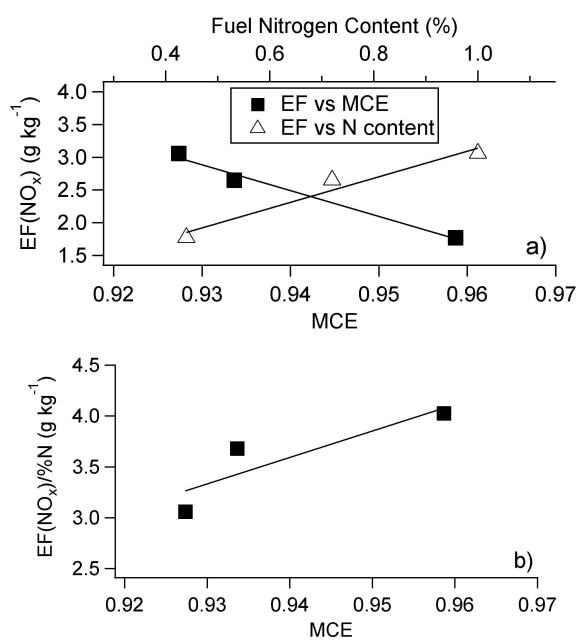 Fuel Nitrogen Content (%)
0.4 0.6 0.8 1.0
EF(NOx) (g kg-1)
4.0
3.5
3.0
2.5
2.0
1.5
EF vs MCE
EF vs N content
a)
0.92 0.93 0.94 0.95 0.96 0.97
MCE
EF(NOx)/%N (g kg-1)
4.5
4.0
3.5
3.0
2.5
b)
0.92 0.93 0.94 0.95 0.96 0.97
MCE